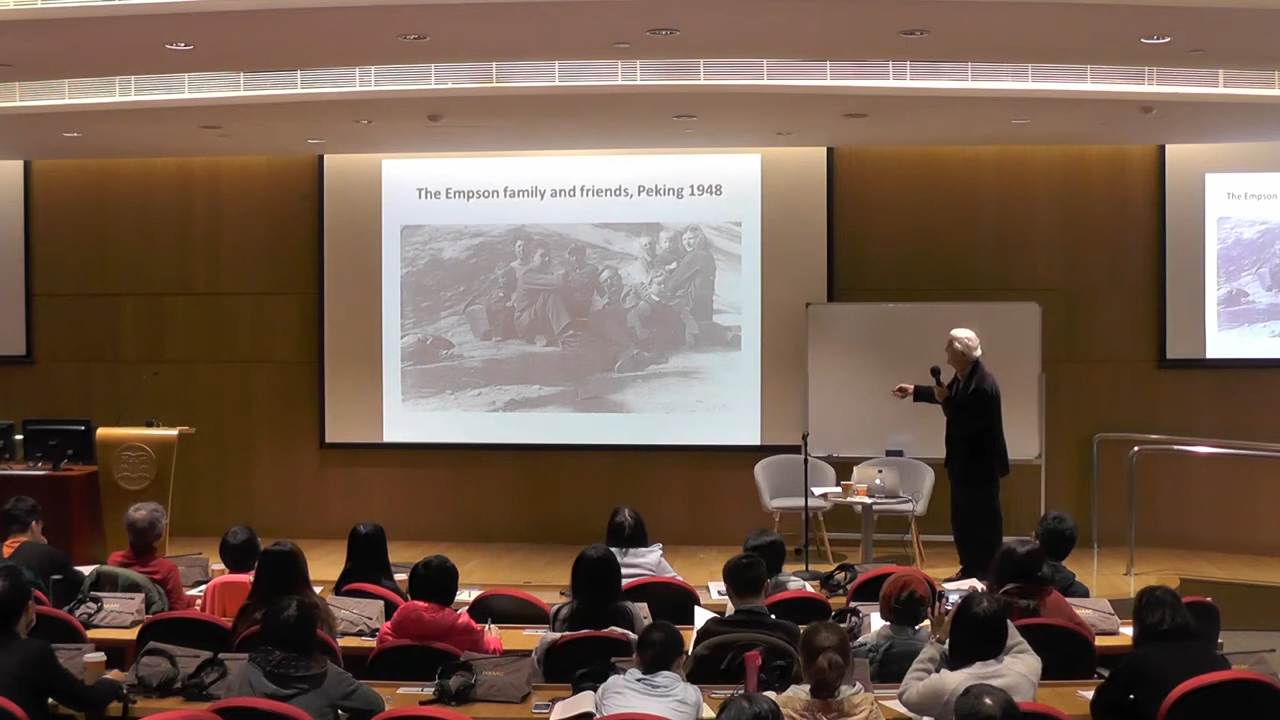 The Empson family and friends, Peking 1948
The Empson